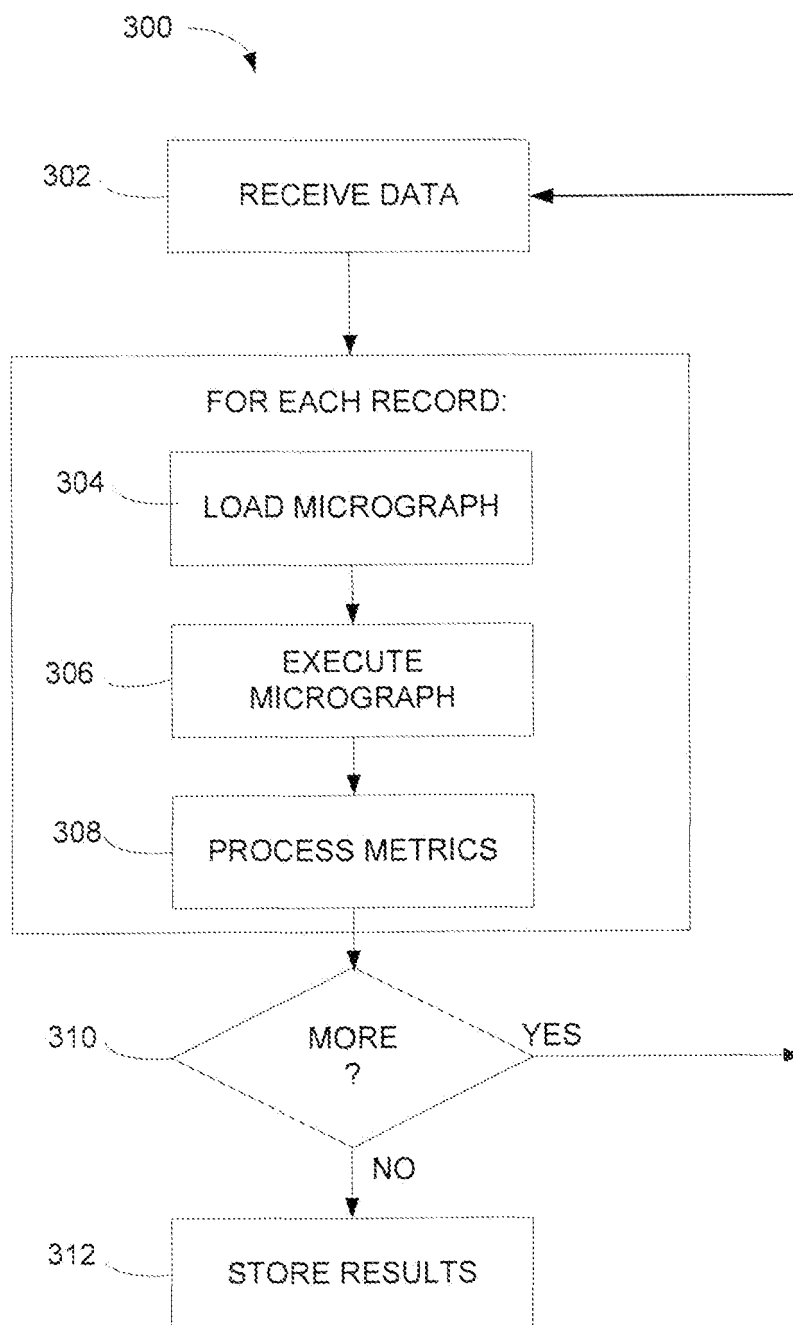 300
302
RECEIVE DATA
FOR EACH RECORD:
304
LOAD MICROGRAPH
306
EXECUTE
MICROGRAPH
308
PROCESS METRICS
310
MORE
?
YES
NO
312
STORE RESULTS